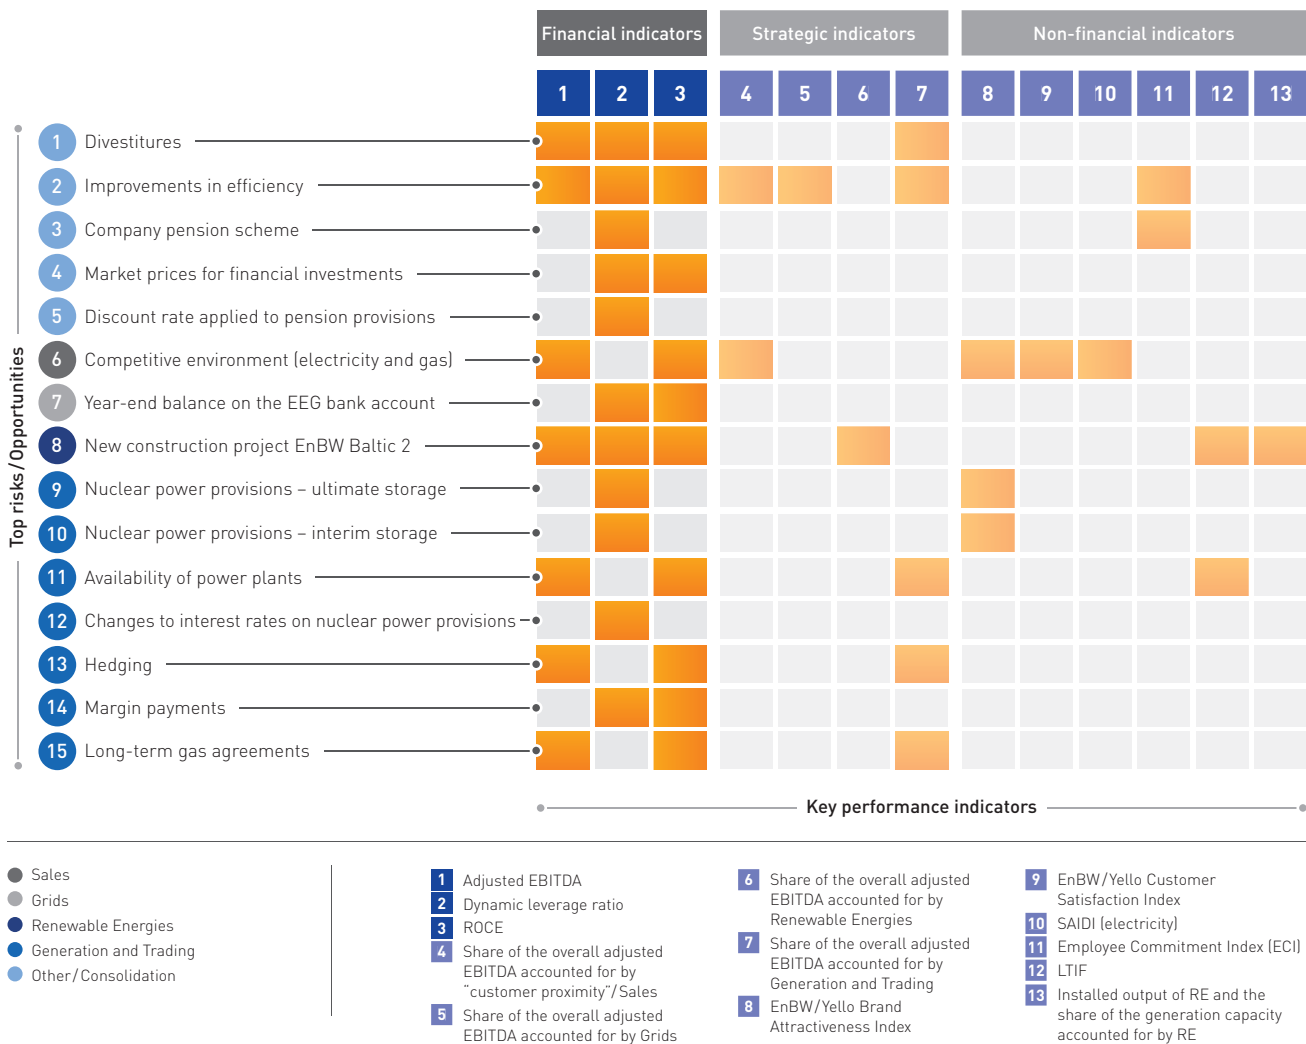 Financial indicators
Strategic indicators
Non-financial indicators
1 2 3 4 5 6 7 8 9 10 11 12 13
Top risks/Opportunities
1 Divestitures
2 Improvements in efficiency
3 Company pension scheme
4 Market prices for financial investments
5 Discount rate applied to pension provisions
6 Competitive environment (electricity and gas)
7 Year-end balance on the EEG bank account
8 New construction project EnBW Baltic 2
9 Nuclear power provisions – ultimate storage
10 Nuclear power provisions – interim storage
11 Availability of power plants
12 Changes to interest rates on nuclear power provisions
13 Hedging
14 Margin payments
15 Long-term gas agreements
Key performance indicators
Sales
Grids
Renewable Energies
Generation and Trading
Other/Consolidation
1 Adjusted EBITDA
2 Dynamic leverage ratio
3 ROCE
4 Share of the overall adjusted
EBITDA accounted for by
"customer proximity"/Sales
5 Share of the overall adjusted
EBITDA accounted for by Grids
6 Share of the overall adjusted
EBITDA accounted for by
Renewable Energies
7 Share of the overall adjusted
EBITDA accounted for by
Generation and Trading
8 EnBW/Yello Brand
Attractiveness Index
9 EnBW/Yello Customer
Satisfaction Index
10 SAIDI (electricity)
11 Employee Commitment Index (ECI)
12 LTIF
13 Installed output of RE and the
share of the generation capacity
accounted for by RE